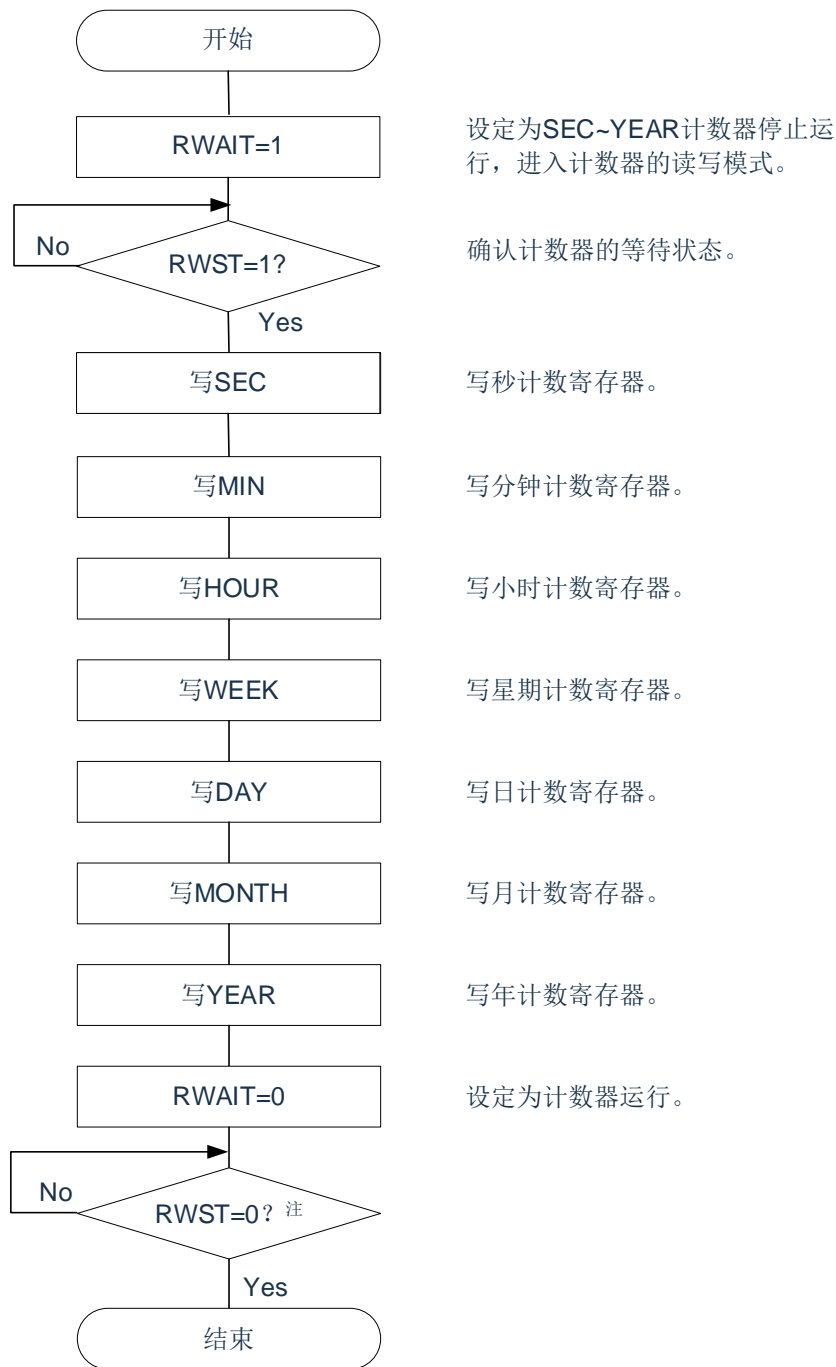 开始
RWAIT=1
设定为SEC~YEAR计数器停止运
行，进入计数器的读写模式。
No
RWST=1?
确认计数器的等待状态。
Yes
写SEC
写秒计数寄存器。
写MIN
写分钟计数寄存器。
写HOUR
写小时计数寄存器。
写WEEK
写星期计数寄存器。
写DAY
写日计数寄存器。
写MONTH
写月计数寄存器。
写YEAR
写年计数寄存器。
RWAIT=0
设定为计数器运行。
No
RWST=0？注
Yes
结束